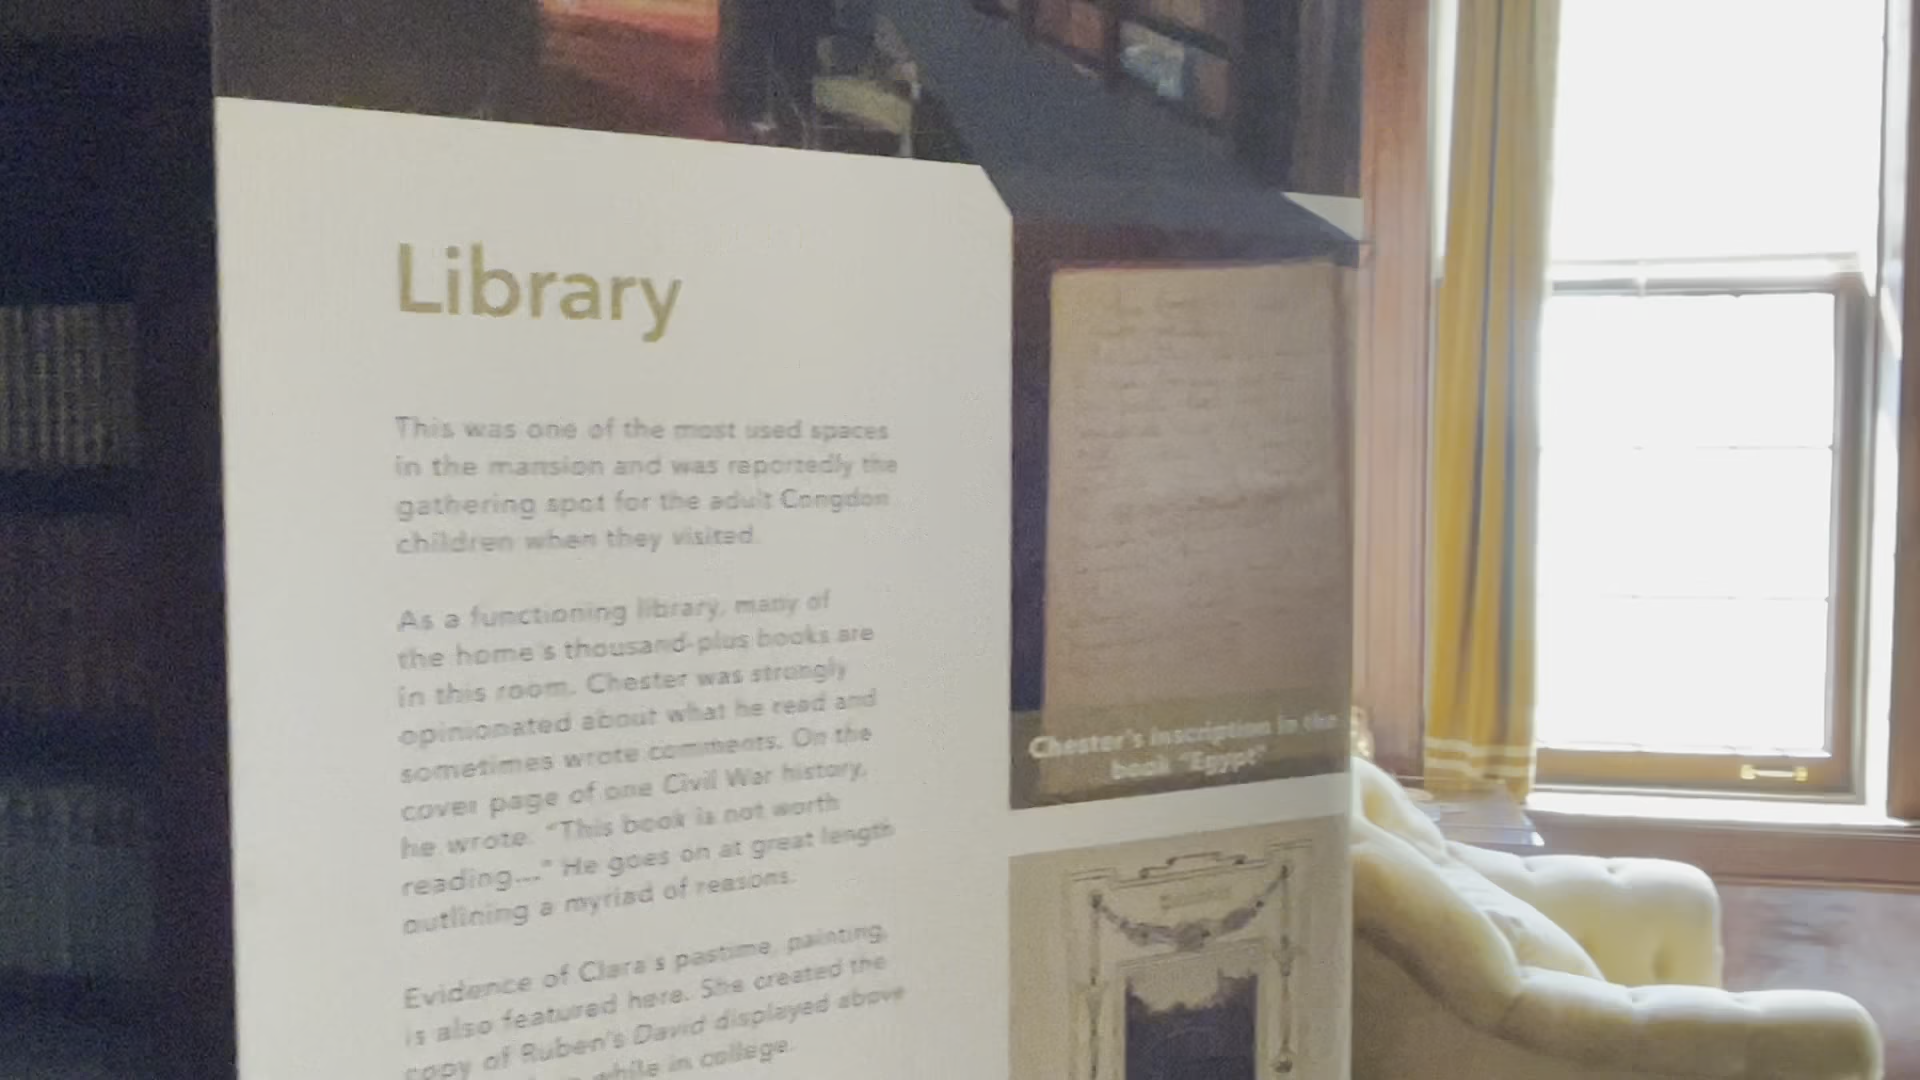 Library
This was one of the most used spaces
in the mansion and was reportedly the
gathering spot for the adult Congdon
children when they visited.
As a functioning library, many of
the home's thousand-plus books are
in this room. Chester was strongly
opinionated about what he read and
sometimes wrote comments. On the
cover page of one Civil War history,
he wrote: "This book is not worth
reading..." He goes on at great length
outlining a myriad of reasons.
Evidence of Clara's pastime, painting,
is also featured here. She created the
copy of Ruben's David displayed above
while in college.
Chester's inscription in the
book "Egypt"